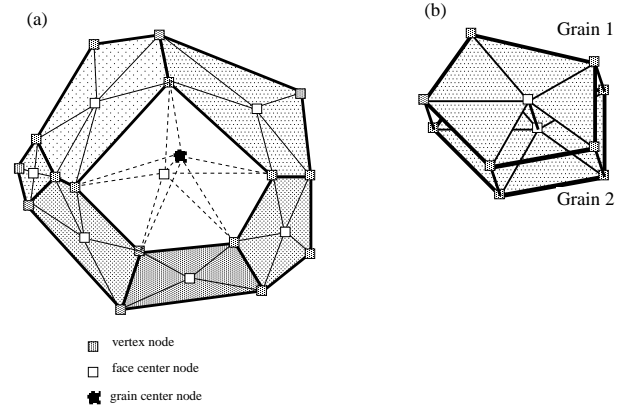 (a)
(b)
Grain 1
Grain 2
vertex node
face center node
grain center node